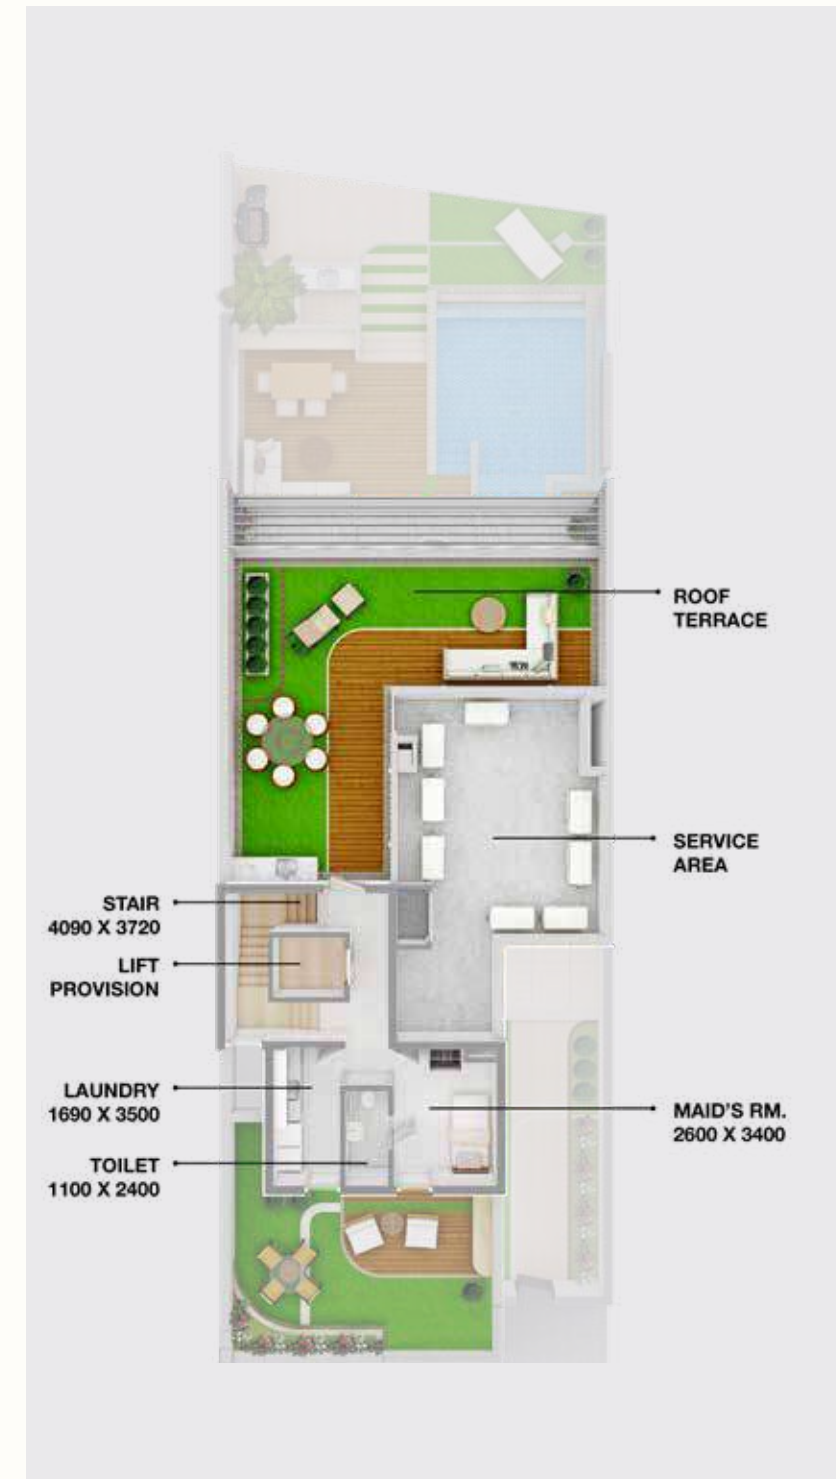 ROOF
TERRACE
SERVICE
AREA
STAIR
4090 X 3720
LIFT
PROVISION
LAUNDRY
1690 X 3500
MAID'S RM.
2600 X 3400
TOILET
1100 X 2400